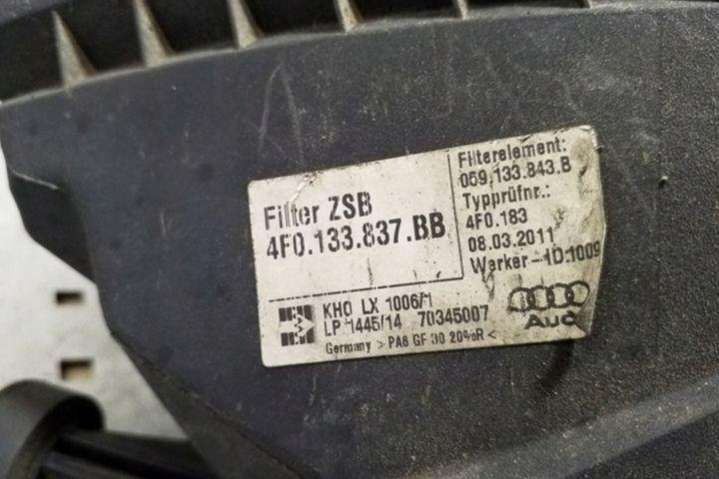 Filter ZSB
4F0.133.837.BB
Filterelement:
059.133.843.B
Typprüfnr.:
4F0.183
08.03.2011
Werker-ID:1009
KHO LX 1006/1
LP 1445/14 70345007
Audi
Germany > PA6 GF 30 20%R <